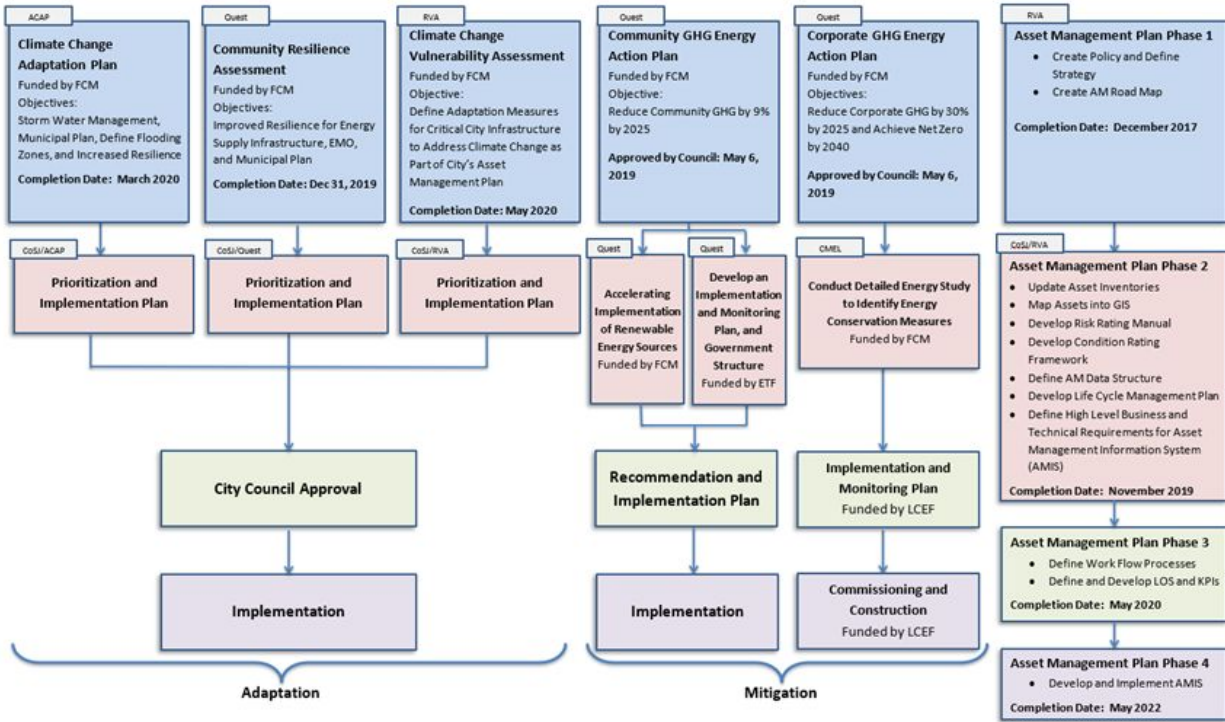 ACAP
Climate Change
Adaptation Plan
Funded by FCM
Objectives:
Storm Water Management,
Municipal Plan, Define Flooding
Zones, and Increased Resilience
Completion Date: March 2020
Quest
Community Resilience
Assessment
Funded by FCM
Objectives:
Improved Resilience for Energy
Supply Infrastructure, EMO,
and Municipal Plan
Completion Date: Dec 31, 2019
RVA
Climate Change
Vulnerability Assessment
Funded by FCM
Objective:
Define Adaptation Measures
for Critical City Infrastructure
to Address Climate Change as
Part of City's Asset
Management Plan
Completion Date: May 2020
Quest
Community GHG Energy
Action Plan
Funded by FCM
Objective:
Reduce Community GHG by 9%
by 2025
Approved by Council: May 6,
2019
Quest
Corporate GHG Energy
Action Plan
Funded by FCM
Objectives:
Reduce Corporate GHG by 30%
by 2025 and Achieve Net Zero
by 2040
Approved by Council: May 6,
2019
RVA
Asset Management Plan Phase 1
• Create Policy and Define
Strategy
• Create AM Road Map
Completion Date: December 2017
CoSJ/ACAP
Prioritization and
Implementation Plan
CoSJ/Quest
Prioritization and
Implementation Plan
CoSJ/RVA
Prioritization and
Implementation Plan
Quest
Accelerating
Implementation
of Renewable
Energy Sources
Funded by FCM
Quest
Develop an
Implementation
and Monitoring
Plan, and
Government
Structure
Funded by ETF
CMEL
Conduct Detailed Energy Study
to Identify Energy
Conservation Measures
Funded by FCM
CoSJ/RVA
Asset Management Plan Phase 2
• Update Asset Inventories
• Map Assets into GIS
• Develop Risk Rating Manual
• Develop Condition Rating
Framework
• Define AM Data Structure
• Develop Life Cycle Management Plan
• Define High Level Business and
Technical Requirements for Asset
Management Information System
(AMIS)
Completion Date: November 2019
City Council Approval
Recommendation and
Implementation Plan
Implementation and
Monitoring Plan
Funded by LCEF
Asset Management Plan Phase 3
• Define Work Flow Processes
• Define and Develop LOS and KPIs
Completion Date: May 2020
Implementation
Implementation
Commissioning and
Construction
Funded by LCEF
Asset Management Plan Phase 4
• Develop and Implement AMIS
Completion Date: May 2022
Adaptation
Mitigation